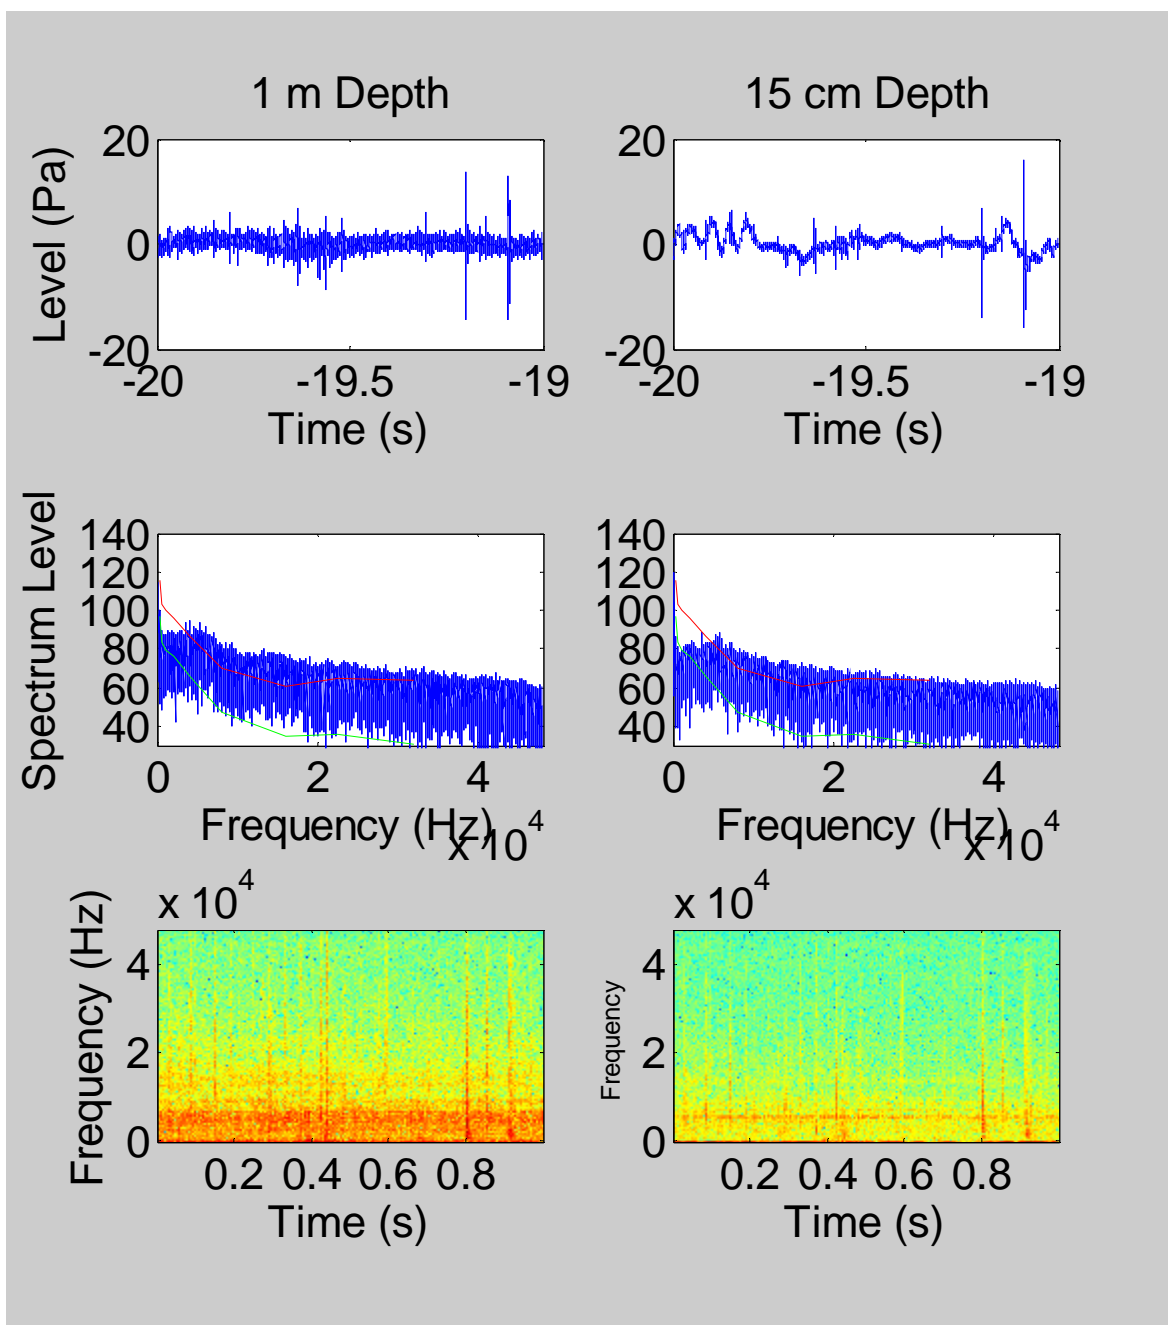 1 m Depth
15 cm Depth
Level (Pa)
20
0
-20
-20
-19.5
-19
Time (s)
20
0
-20
-20
-19.5
-19
Time (s)
Spectrum Level
140
120
100
80
60
40
0
2
4
Frequency (Hz)
x 10^4
140
120
100
80
60
40
0
2
4
Frequency (Hz)
x 10^4
Frequency (Hz)
x 10^4
4
2
0
0.2 0.4 0.6 0.8
Time (s)
Frequency
x 10^4
4
2
0
0.2 0.4 0.6 0.8
Time (s)